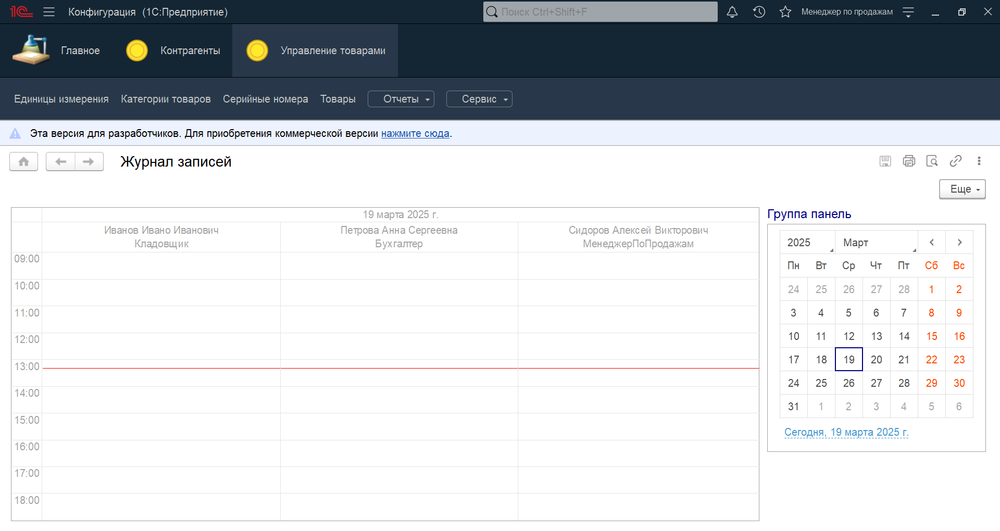 1С Конфигурация (1С:Предприятие) Поиск Ctrl+Shift+F Менеджер по продажам
Главное Контрагенты Управление товарами
Единицы измерения Категории товаров Серийные номера Товары Отчеты Сервис
Эта версия для разработчиков. Для приобретения коммерческой версии нажмите сюда.
Журнал записей
Еще
19 марта 2025 г.
Иванов Ивано Иванович Петрова Анна Сергеевна Сидоров Алексей Викторович
Кладовщик Бухгалтер МенеджерПоПродажам
09:00
10:00
11:00
12:00
13:00
14:00
15:00
16:00
17:00
18:00
Группа панель
2025 Март
Пн Вт Ср Чт Пт Сб Вс
24 25 26 27 28 1 2
3 4 5 6 7 8 9
10 11 12 13 14 15 16
17 18 19 20 21 22 23
24 25 26 27 28 29 30
31 1 2 3 4 5 6
Сегодня, 19 марта 2025 г.